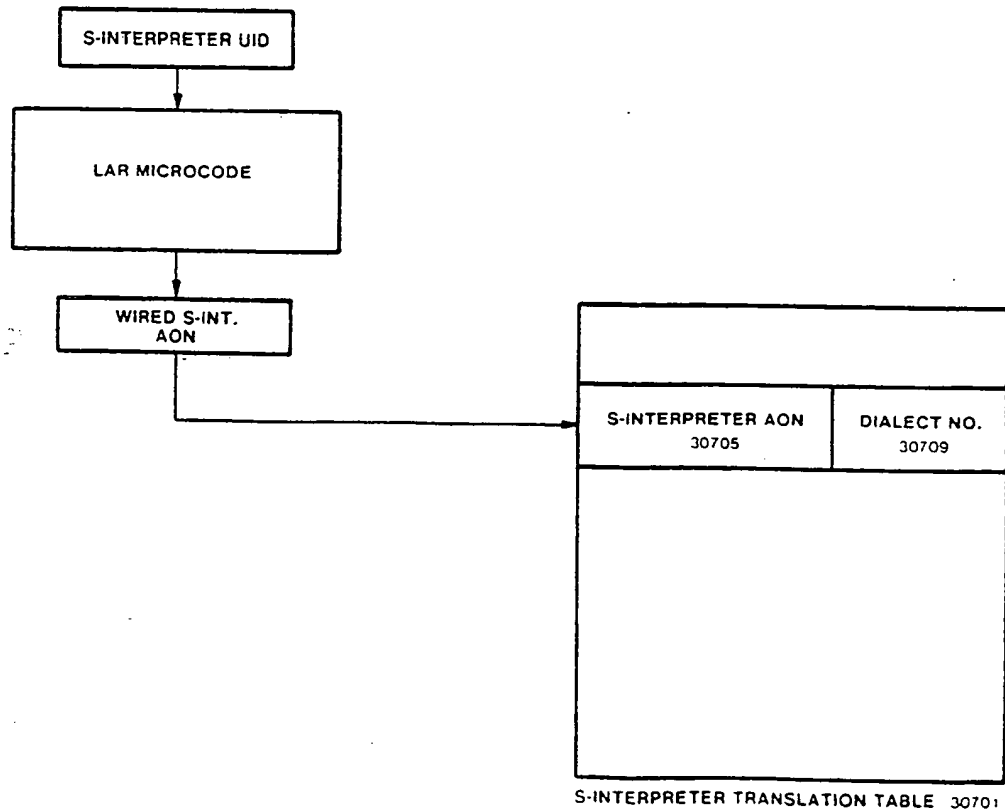 S-INTERPRETER UID
LAR MICROCODE
WIRED S-INT.
AON
S-INTERPRETER AON
30705
DIALECT NO.
30709
S-INTERPRETER TRANSLATION TABLE 30701